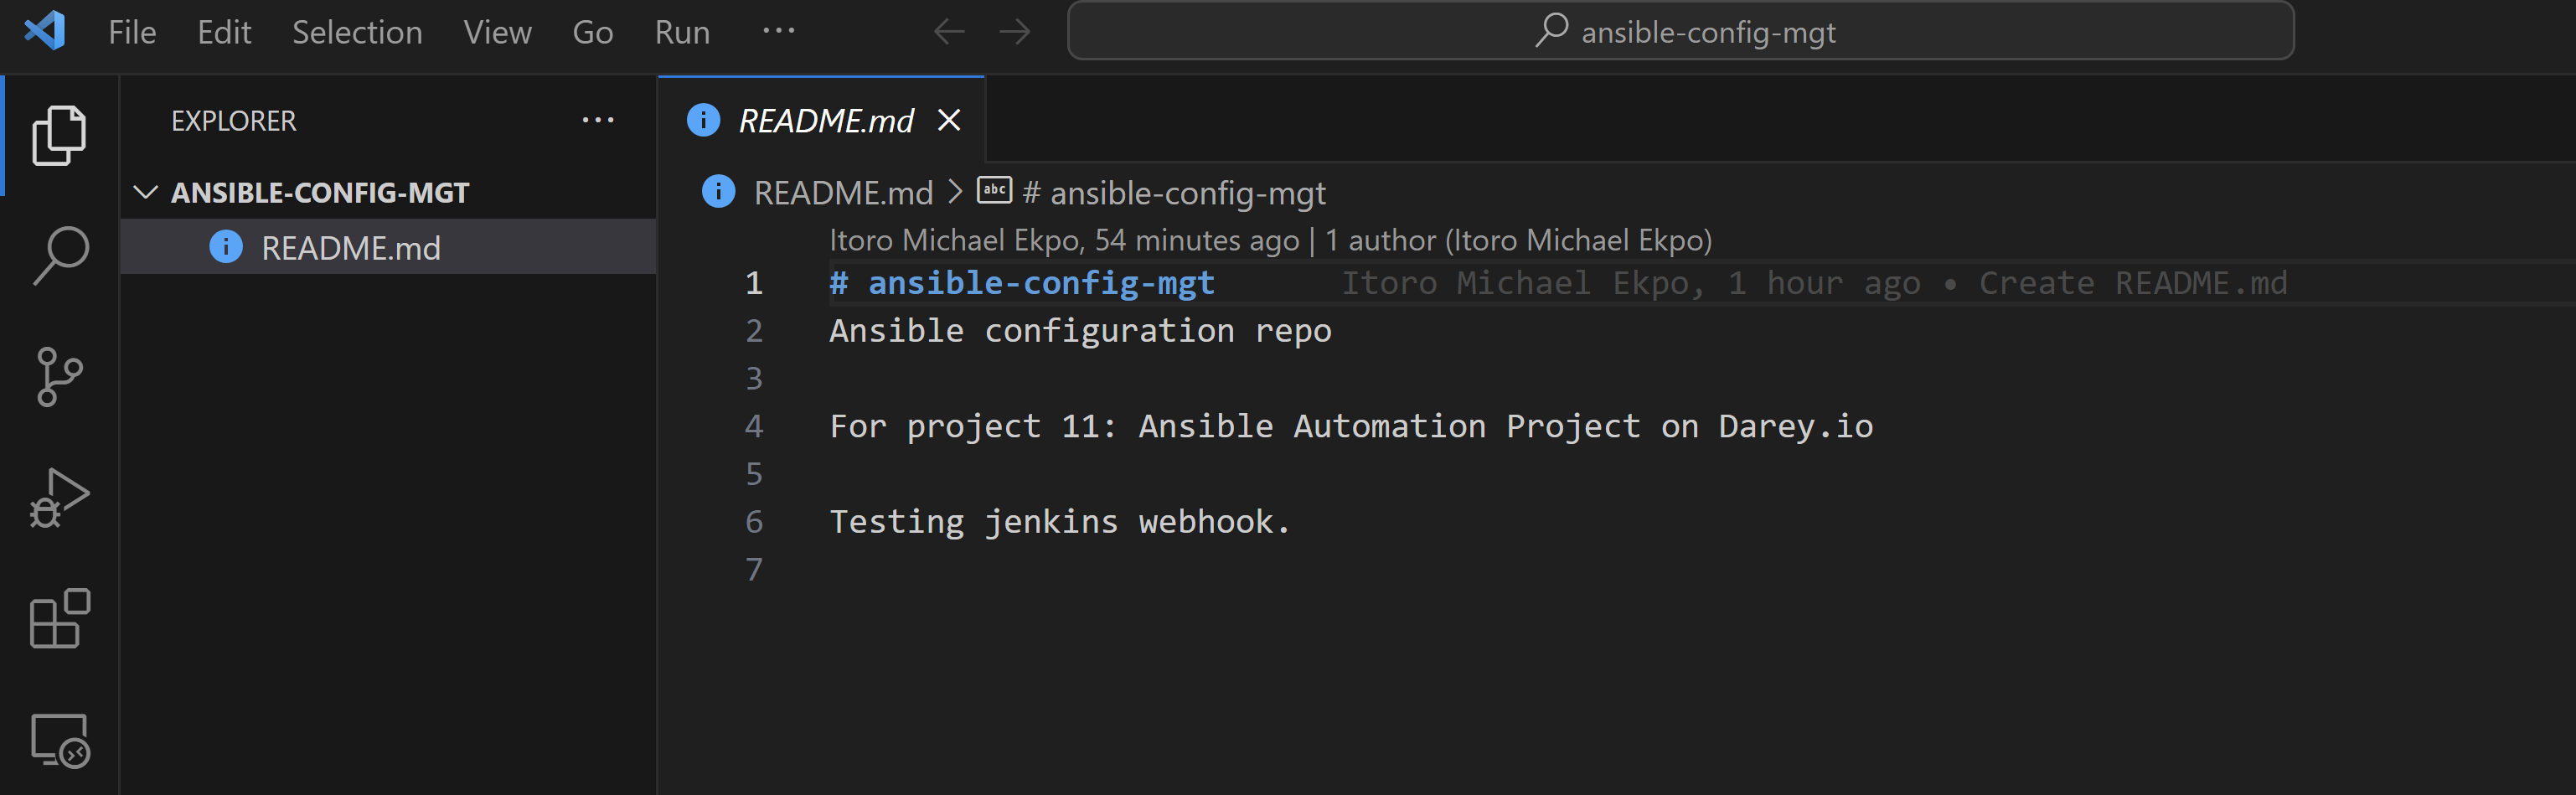 File Edit Selection View Go Run ...
ansible-config-mgt
EXPLORER ...
README.md
ANSIBLE-CONFIG-MGT
README.md
README.md > abc # ansible-config-mgt
Itoro Michael Ekpo, 54 minutes ago | 1 author (Itoro Michael Ekpo)
1 # ansible-config-mgt Itoro Michael Ekpo, 1 hour ago • Create README.md
2 Ansible configuration repo
3
4 For project 11: Ansible Automation Project on Darey.io
5
6 Testing jenkins webhook.
7